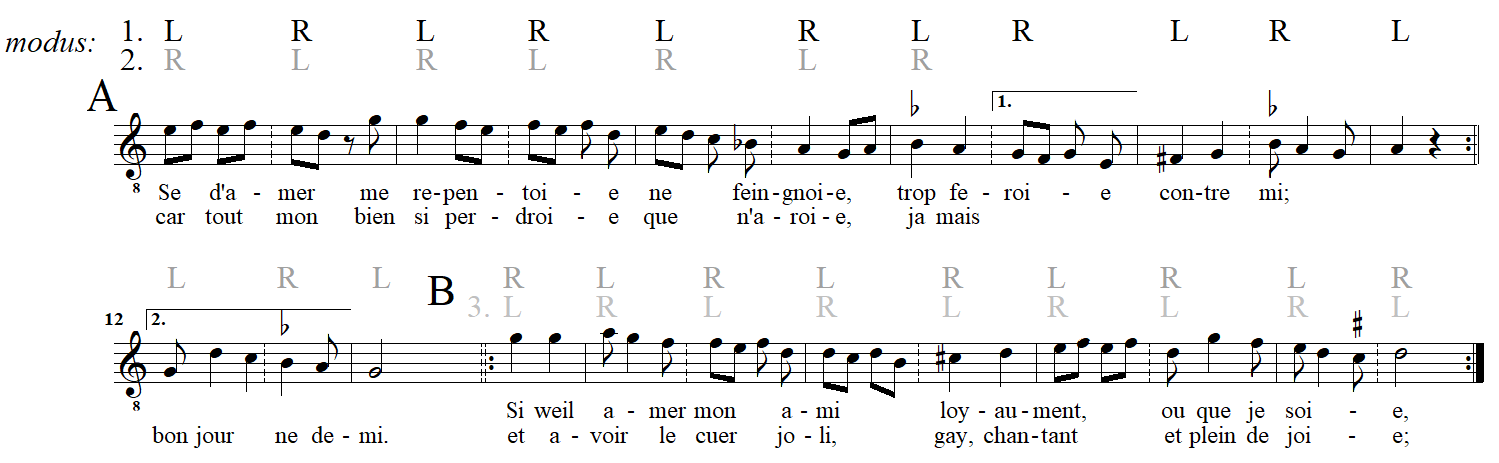 modus: 1. L R L R L R L R L R L
2. R L R L R L R
A
1.
8
Se d'a - mer me re-pen - toi - e ne fein-gnoi-e, trop fe - roi - e con-tre mi;
car tout mon bien si per - droi - e que n'a - roi - e, ja mais
L R L R L R L R L R L R
B 3. L R L R L R L R L
12 2.
8
Si weil a - mer mon a - mi loy - au - ment, ou que je soi - e,
bon jour ne de - mi. et a - voir le cuer jo - li, gay, chan - tant et plein de joi - e;